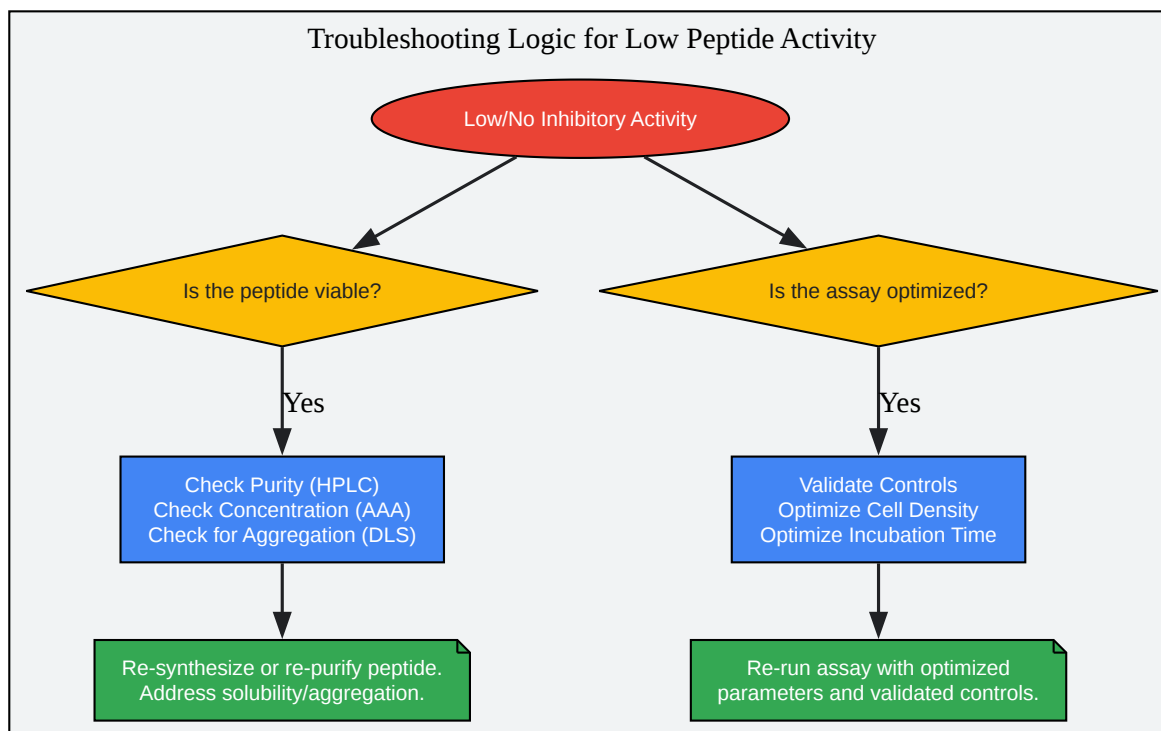 Troubleshooting Logic for Low Peptide Activity
Low/No Inhibitory Activity
Is the peptide viable?
Is the assay optimized?
Yes
Yes
Check Purity (HPLC)
Check Concentration (AAA)
Check for Aggregation (DLS)
Validate Controls
Optimize Cell Density
Optimize Incubation Time
Re-synthesize or re-purify peptide.
Address solubility/aggregation.
Re-run assay with optimized
parameters and validated controls.